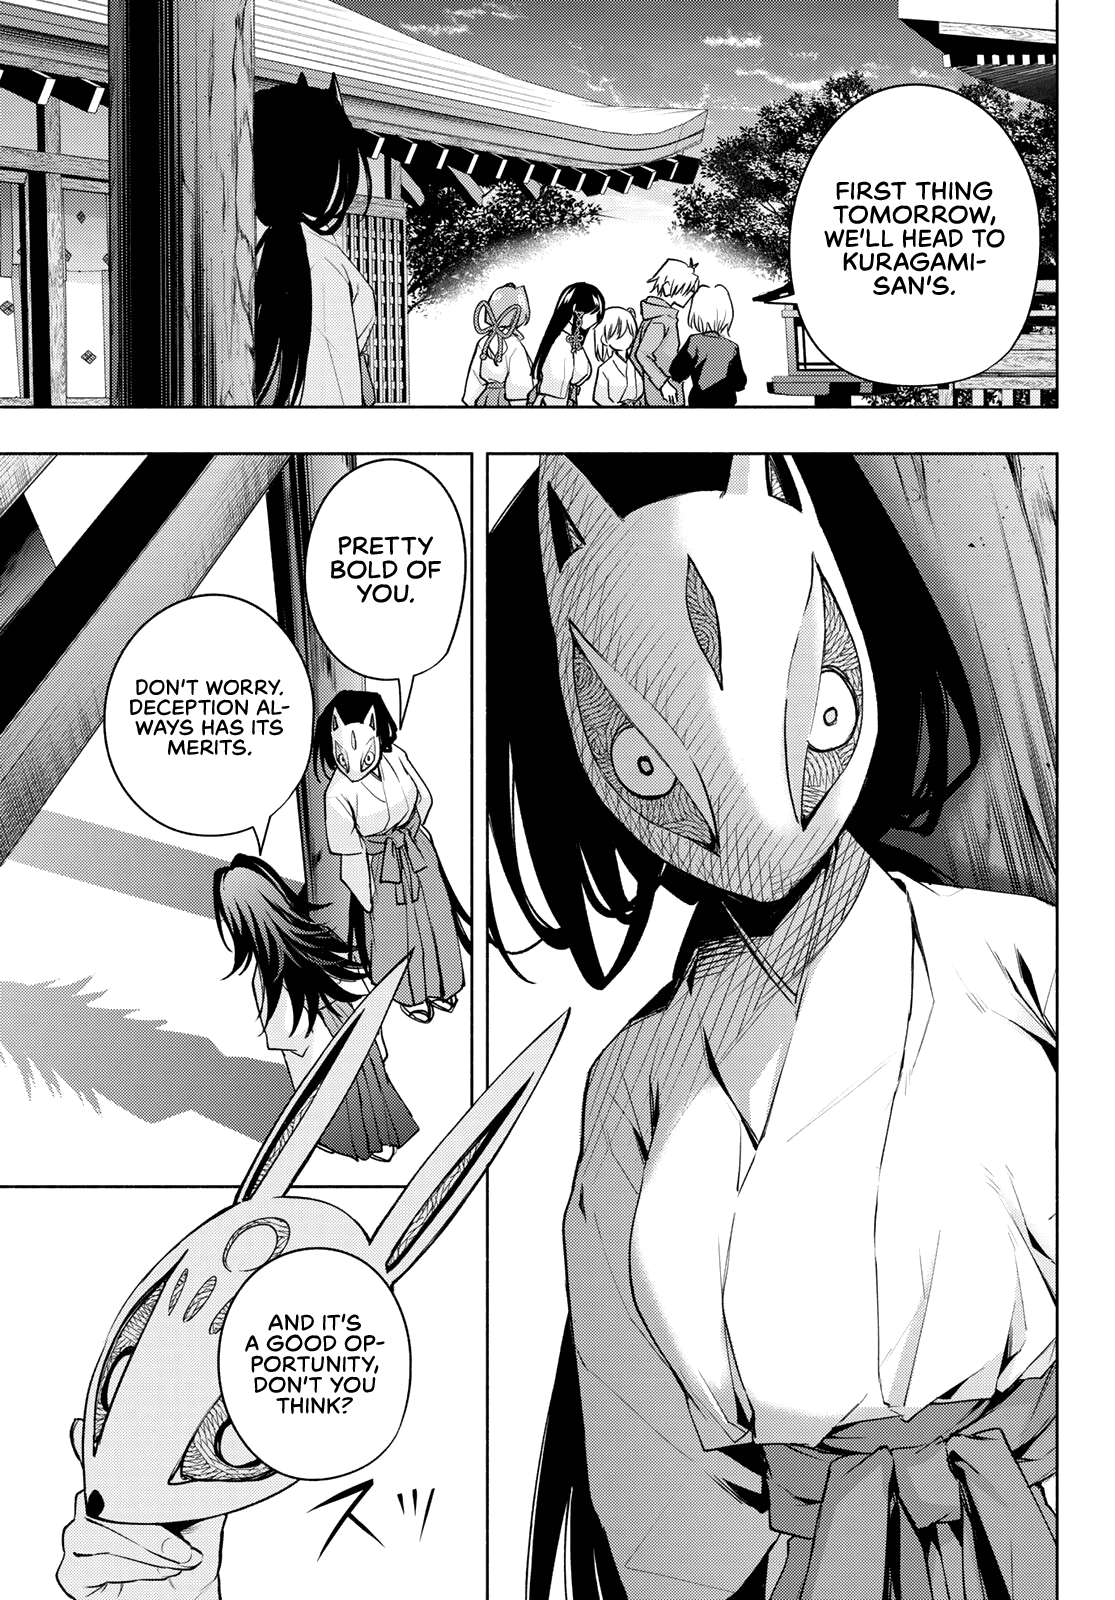 FIRST THING
TOMORROW,
WE'LL HEAD TO
KURAGAMI-
SAN'S.
PRETTY
BOLD OF
YOU.
DON'T WORRY.
DECEPTION AL-
WAYS HAS ITS
MERITS.
AND IT'S
A GOOD OP-
PORTUNITY,
DON'T YOU
THINK?
スッ